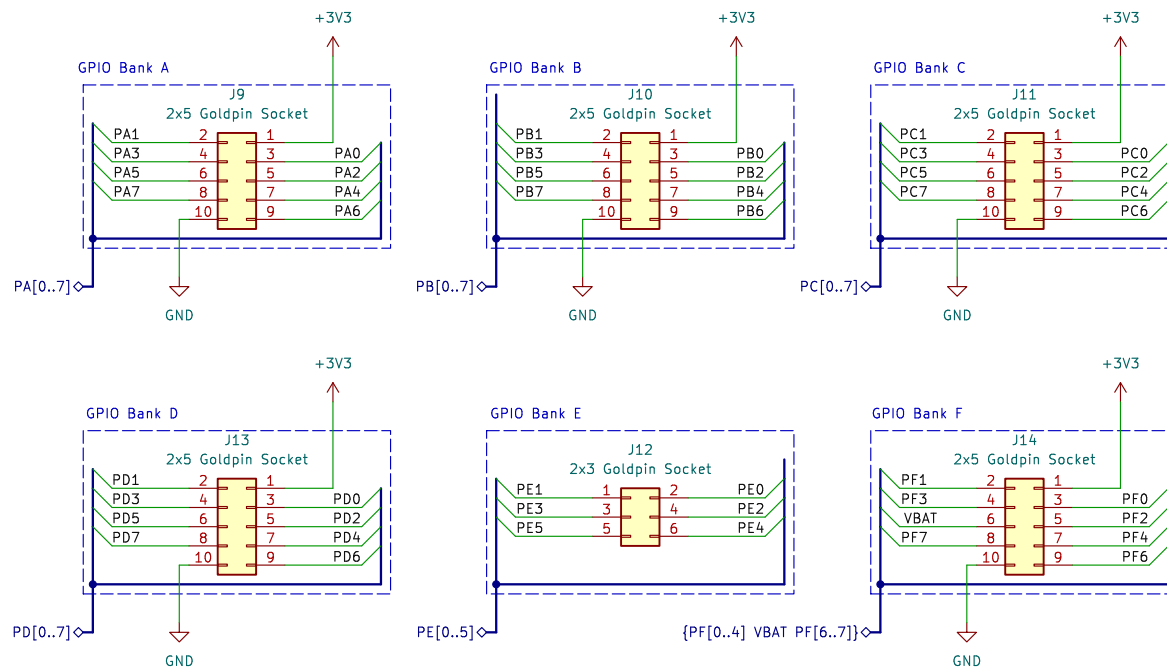 +3V3
+3V3
+3V3
GPIO Bank A
J9
2x5 Goldpin Socket
PA1 2 1
PA3 4 3 PA0
PA5 6 5 PA2
PA7 8 7 PA4
10 9 PA6
PA[0..7]
GND
GPIO Bank B
J10
2x5 Goldpin Socket
PB1 2 1
PB3 4 3 PB0
PB5 6 5 PB2
PB7 8 7 PB4
10 9 PB6
PB[0..7]
GND
GPIO Bank C
J11
2x5 Goldpin Socket
PC1 2 1
PC3 4 3 PC0
PC5 6 5 PC2
PC7 8 7 PC4
10 9 PC6
PC[0..7]
GND
+3V3
+3V3
GPIO Bank D
J13
2x5 Goldpin Socket
PD1 2 1
PD3 4 3 PD0
PD5 6 5 PD2
PD7 8 7 PD4
10 9 PD6
PD[0..7]
GND
GPIO Bank E
J12
2x3 Goldpin Socket
PE1 1 2 PE0
PE3 3 4 PE2
PE5 5 6 PE4
PE[0..5]
GPIO Bank F
J14
2x5 Goldpin Socket
PF1 2 1
PF3 4 3 PF0
VBAT 6 5 PF2
PF7 8 7 PF4
10 9 PF6
{PF[0..4] VBAT PF[6..7]}
GND